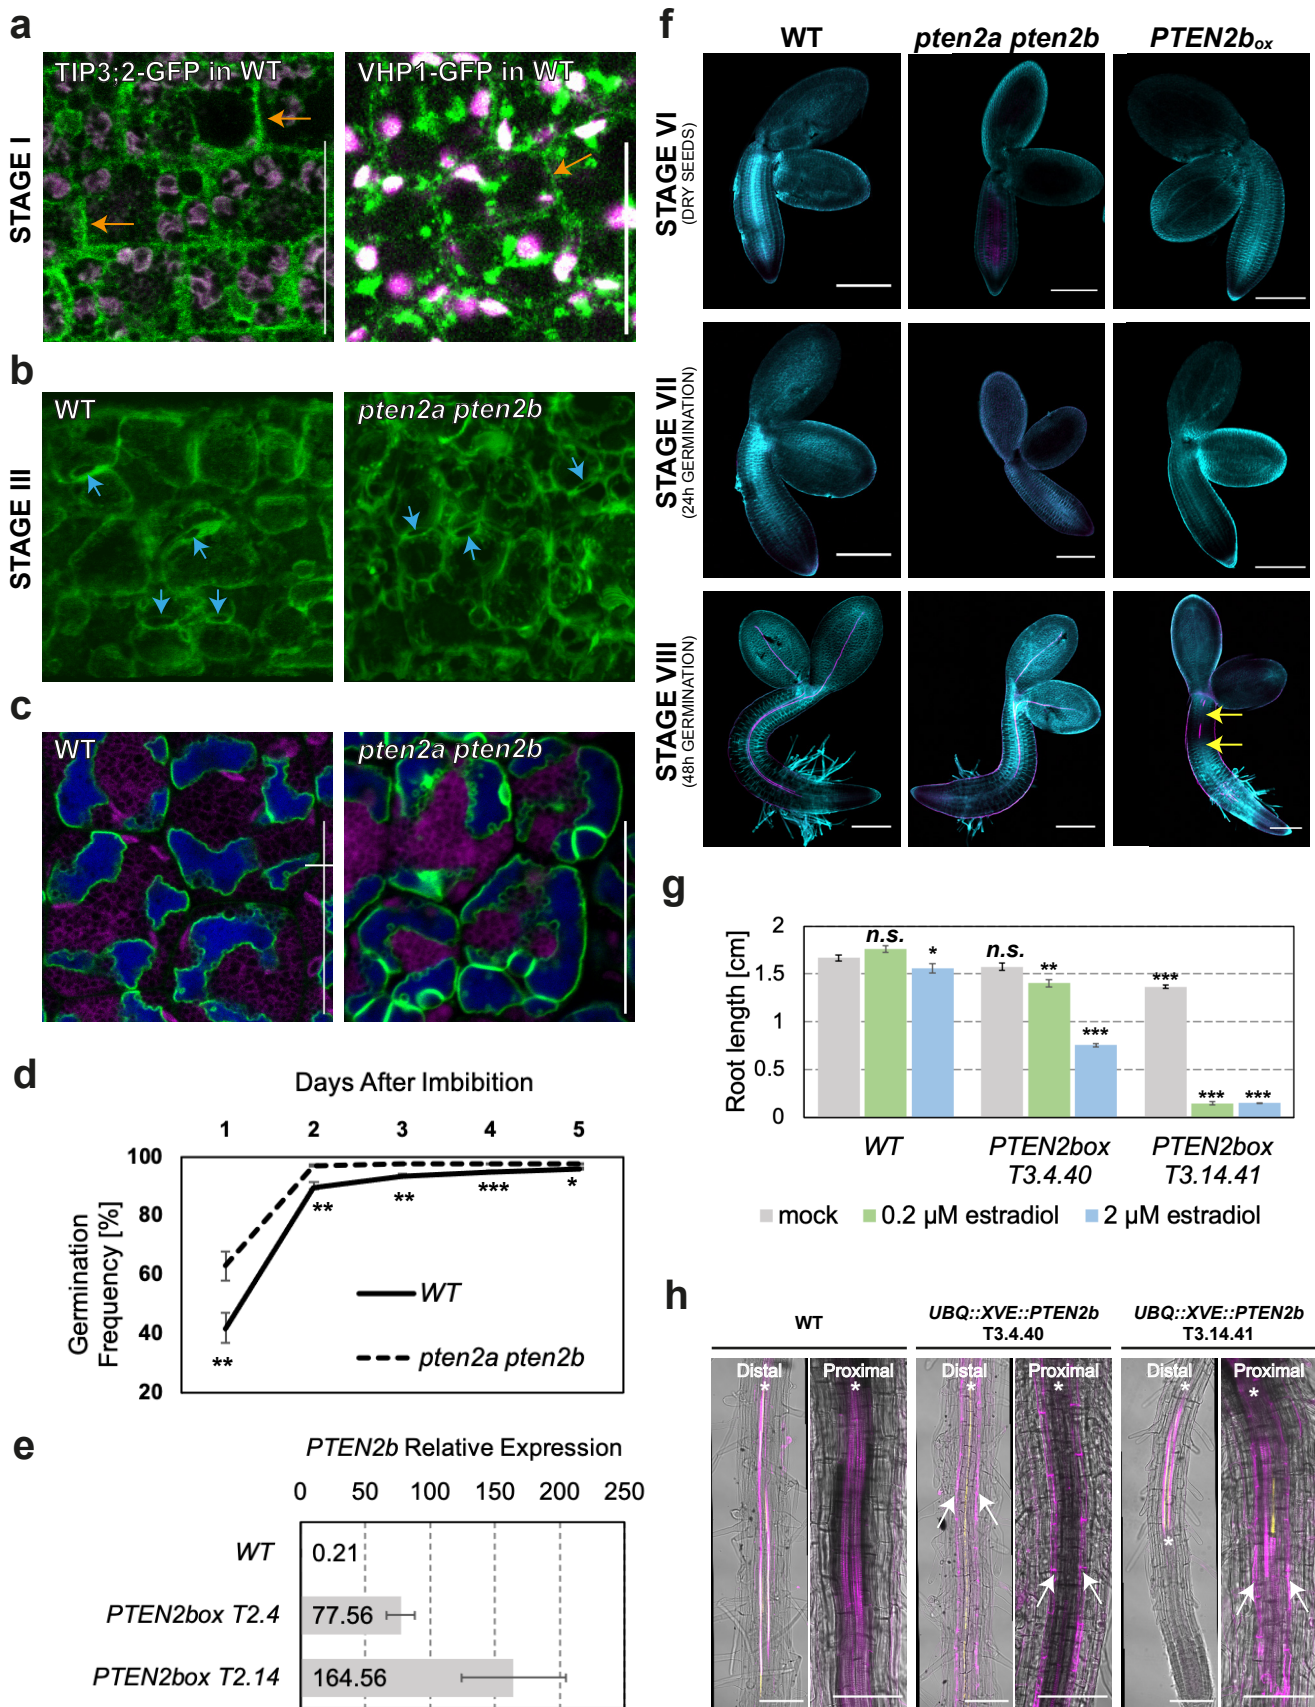 a
TIP3;2-GFP in WT
VHP1-GFP in WT
STAGE I
b
WT
pten2a pten2b
STAGE III
c
WT
pten2a pten2b
d
Days After Imbibition
1 2 3 4 5
100
80
60
40
20
Germination
Frequency [%]
** ** ** *** *
WT
pten2a pten2b
e
PTEN2b Relative Expression
0 50 100 150 200 250
WT 0.21
PTEN2box T2.4 77.56
PTEN2box T2.14 164.56
f
WT pten2a pten2b PTEN2box
STAGE VI
(DRY SEEDS)
STAGE VII
(24h GERMINATION)
STAGE VIII
(48h GERMINATION)
g
Root length [cm]
2
1.5
1
0.5
0
n.s. * n.s. ** *** *** *** ***
WT PTEN2box PTEN2box
T3.4.40 T3.14.41
mock 0.2 µM estradiol 2 µM estradiol
h
WT UBQ::XVE::PTEN2b UBQ::XVE::PTEN2b
T3.4.40 T3.14.41
Distal Proximal Distal Proximal Distal Proximal
* * * * * *
*